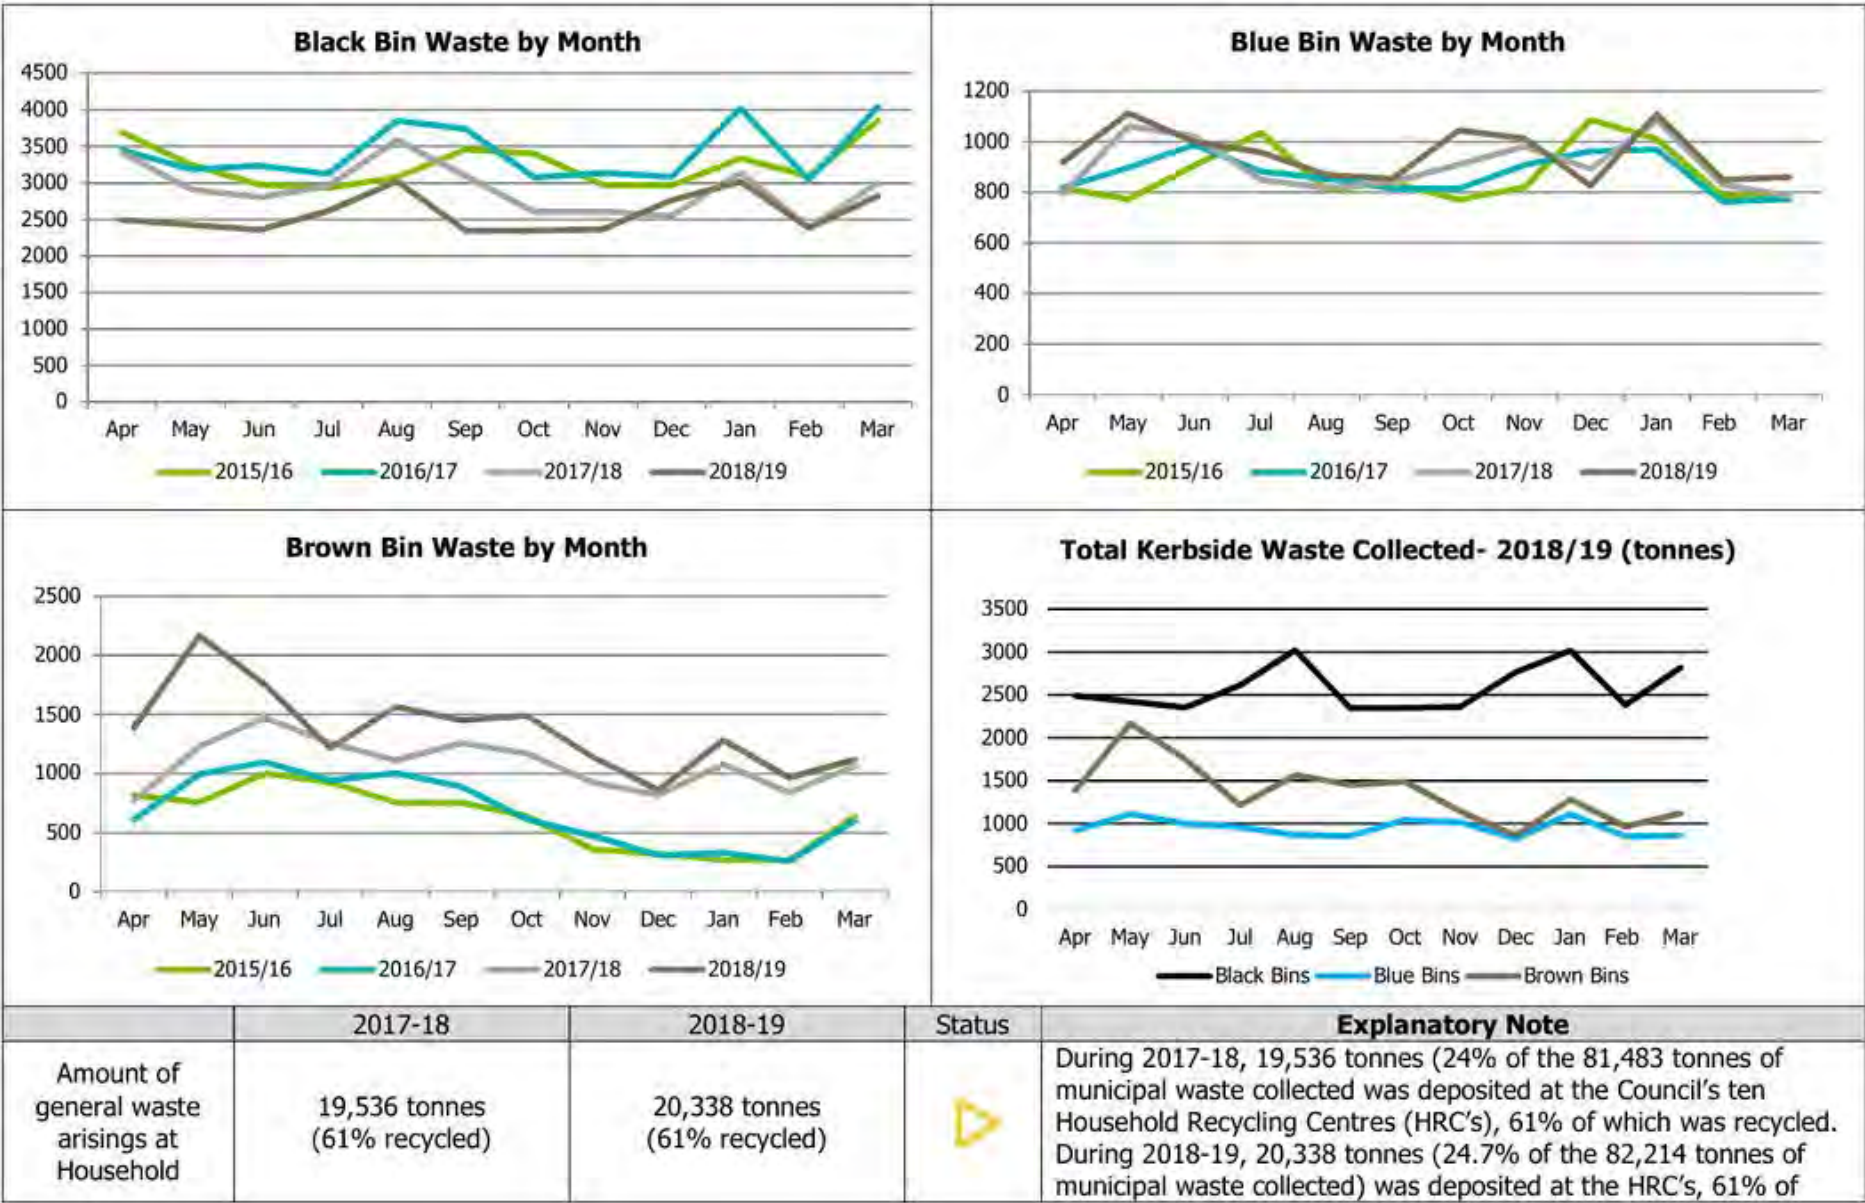 Black Bin Waste by Month
4500
4000
3500
3000
2500
2000
1500
1000
500
0
Apr May Jun Jul Aug Sep Oct Nov Dec Jan Feb Mar
2015/16 2016/17 2017/18 2018/19
Blue Bin Waste by Month
1200
1000
800
600
400
200
0
Apr May Jun Jul Aug Sep Oct Nov Dec Jan Feb Mar
2015/16 2016/17 2017/18 2018/19
Brown Bin Waste by Month
2500
2000
1500
1000
500
0
Apr May Jun Jul Aug Sep Oct Nov Dec Jan Feb Mar
2015/16 2016/17 2017/18 2018/19
Total Kerbside Waste Collected- 2018/19 (tonnes)
3500
3000
2500
2000
1500
1000
500
0
Apr May Jun Jul Aug Sep Oct Nov Dec Jan Feb Mar
Black Bins Blue Bins Brown Bins
2017-18 2018-19 Status Explanatory Note
Amount of
general waste
arisings at
Household
19,536 tonnes
(61% recycled)
20,338 tonnes
(61% recycled)
During 2017-18, 19,536 tonnes (24% of the 81,483 tonnes of
municipal waste collected was deposited at the Council's ten
Household Recycling Centres (HRC's), 61% of which was recycled.
During 2018-19, 20,338 tonnes (24.7% of the 82,214 tonnes of
municipal waste collected) was deposited at the HRC's, 61% of